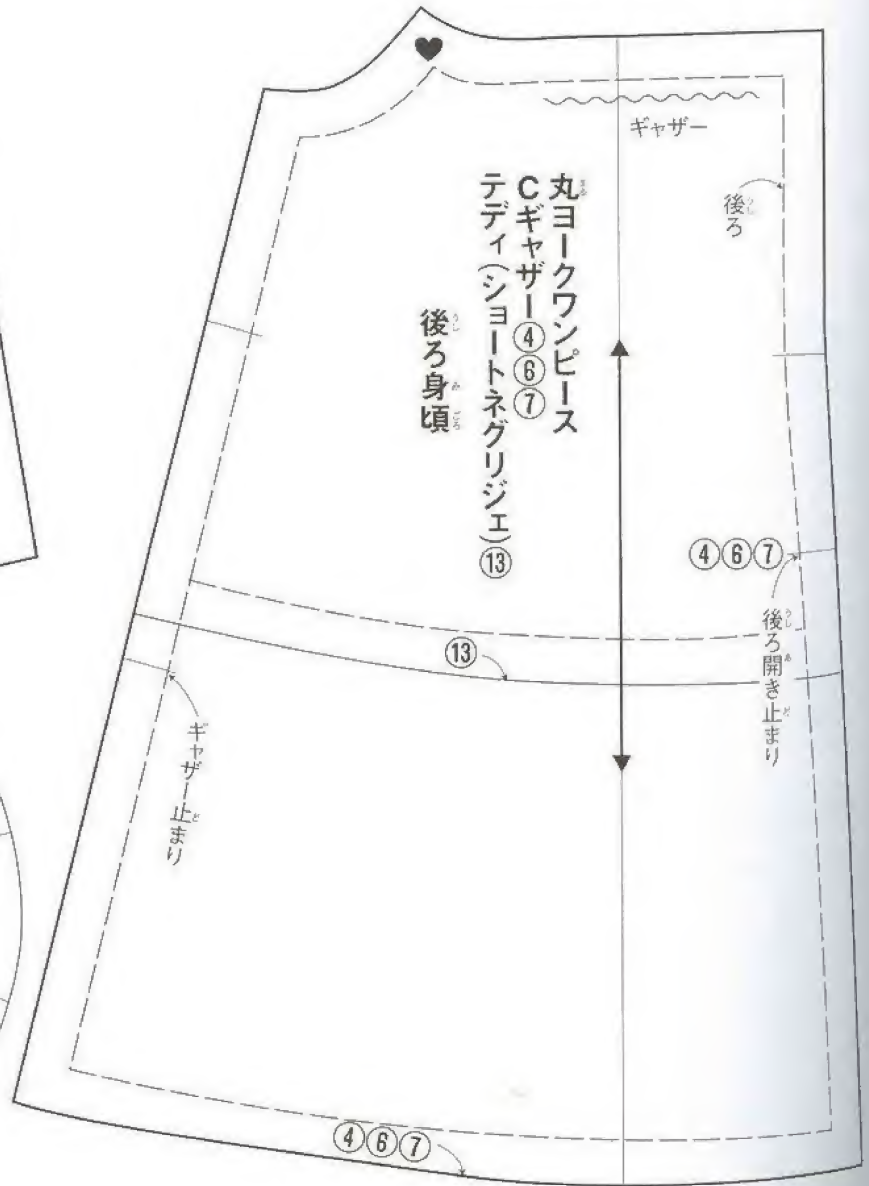 ♥
ギャザー
後ろ
丸ヨークワンピース
Cギャザー④⑥⑦
テディ(ショートネグリジェ)⑬
後ろ身頃
④⑥⑦
後ろ開き止まり
⑬
ギャザー止まり
④⑥⑦